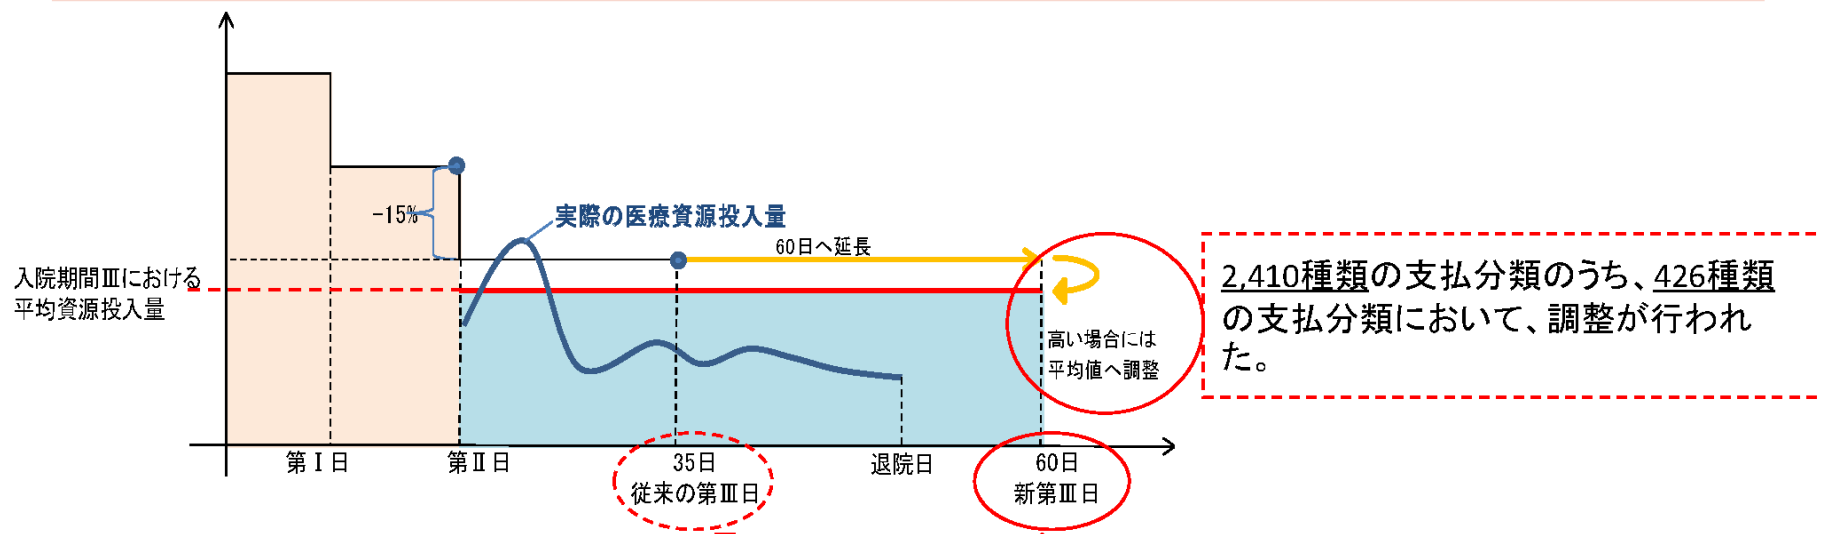 -15%
実際の医療資源投入量
60日へ延長
入院期間Ⅲにおける
平均資源投入量
高い場合には
平均値へ調整
2,410種類の支払分類のうち、426種類
の支払分類において、調整が行われ
た。
第Ⅰ日
第Ⅱ日
35日
従来の第Ⅲ日
退院日
60日
新第Ⅲ日